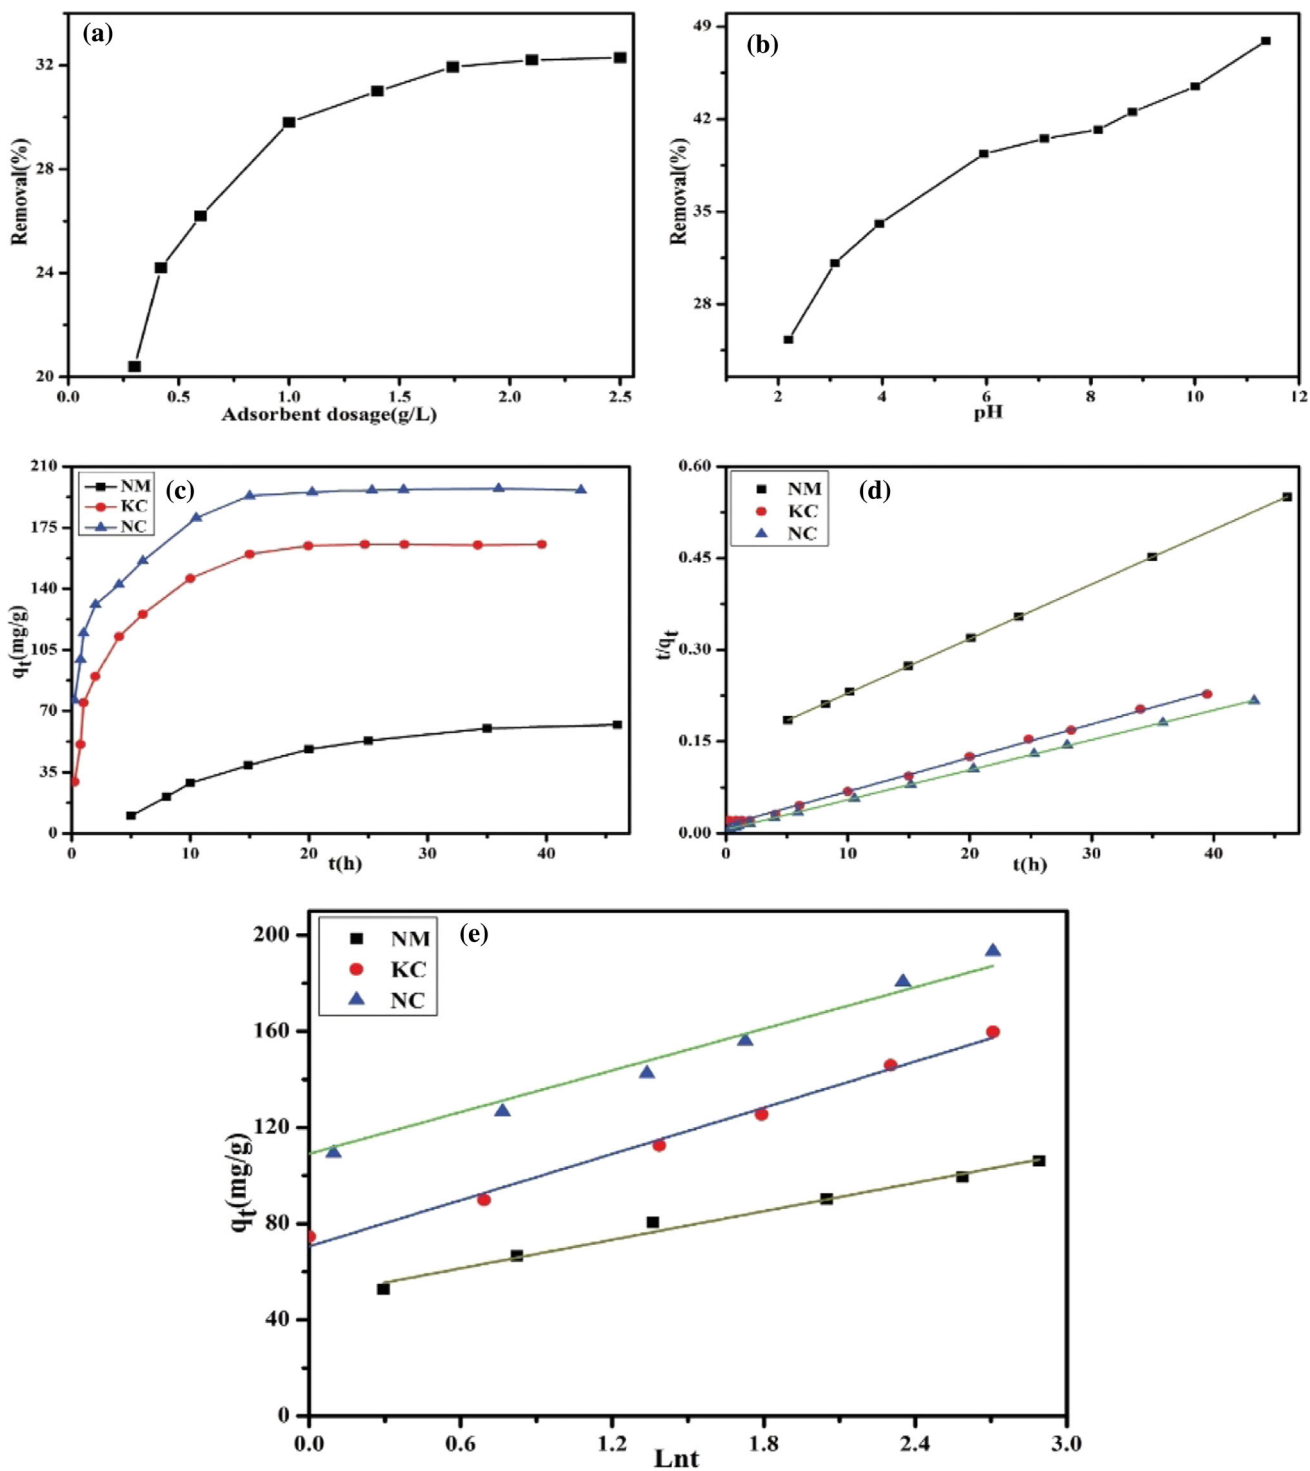 (a)
Removal(%)
32
28
24
20
0.0 0.5 1.0 1.5 2.0 2.5
Adsorbent dosage(g/L)
(b)
Removal(%)
49
42
35
28
2 4 6 8 10 12
pH
(c)
NM
KC
NC
qt(mg/g)
210
175
140
105
70
35
0
0 10 20 30 40
t(h)
(d)
NM
KC
NC
t/qt
0.60
0.45
0.30
0.15
0.00
0 10 20 30 40
t(h)
(e)
NM
KC
NC
qt(mg/g)
200
160
120
80
40
0
0.0 0.6 1.2 1.8 2.4 3.0
Lnt